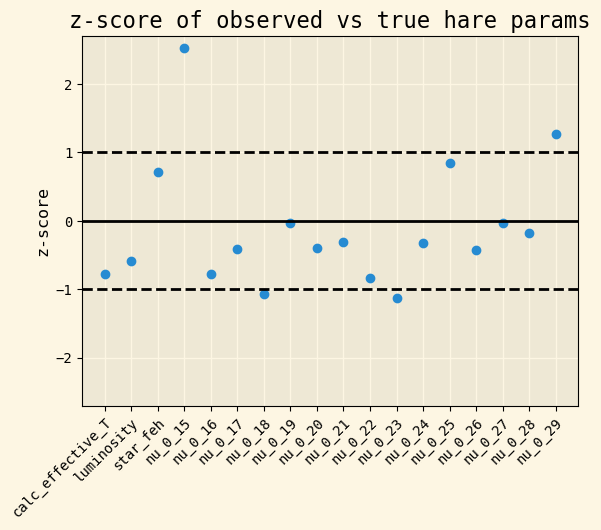 z-score of observed vs true hare params
z-score
2
1
0
−1
−2
calc_effective_T
luminosity
star_feh
nu_0_15
nu_0_16
nu_0_17
nu_0_18
nu_0_19
nu_0_20
nu_0_21
nu_0_22
nu_0_23
nu_0_24
nu_0_25
nu_0_26
nu_0_27
nu_0_28
nu_0_29